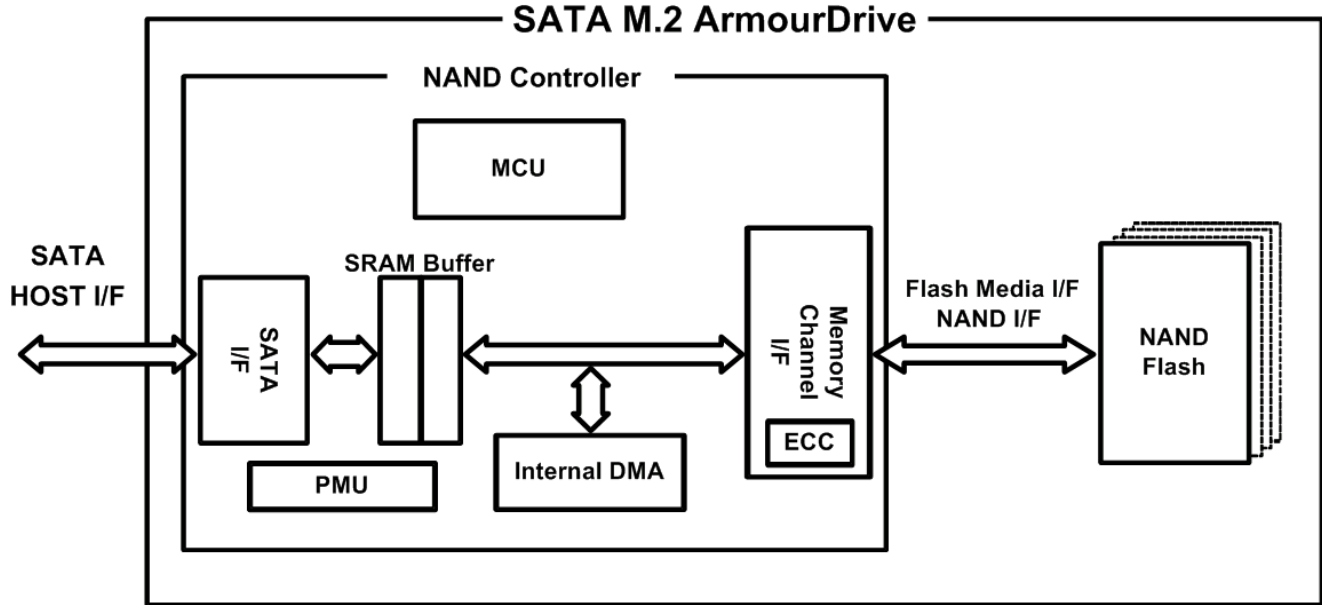 SATA M.2 ArmourDrive
NAND Controller
MCU
SATA
HOST I/F
SRAM Buffer
SATA
I/F
Memory
Channel
I/F
ECC
Flash Media I/F
NAND I/F
NAND
Flash
Internal DMA
PMU